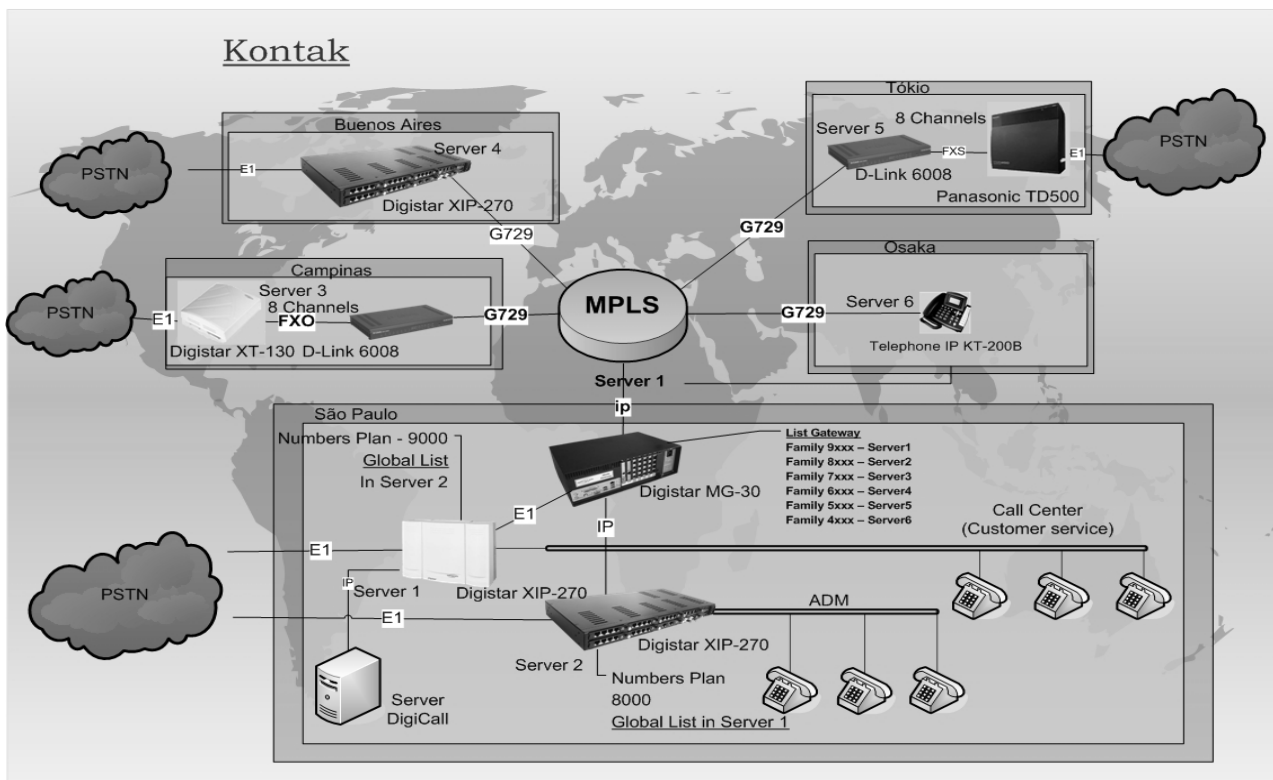 Kontak
Buenos Aires
Server 4
PSTN
E1
Digistar XIP-270
G729
Tókio
8 Channels
Server 5
FXS
E1
PSTN
D-Link 6008
Panasonic TD500
G729
Campinas
Server 3
8 Channels
PSTN
E1
FXO
G729
Digistar XT-130
D-Link 6008
MPLS
Osaka
Server 6
G729
Telephone IP KT-200B
Server 1
ip
São Paulo
Numbers Plan - 9000
Global List
In Server 2
Digistar MG-30
List Gateway
Family 9xxx – Server1
Family 8xxx – Server2
Family 7xxx – Server3
Family 6xxx – Server4
Family 5xxx – Server5
Family 4xxx – Server6
E1
IP
Call Center
(Customer service)
E1
PSTN
IP
Server 1
Digistar XIP-270
E1
ADM
Digistar XIP-270
Server 2
Numbers Plan
8000
Global List in Server 1
Server
DigiCall